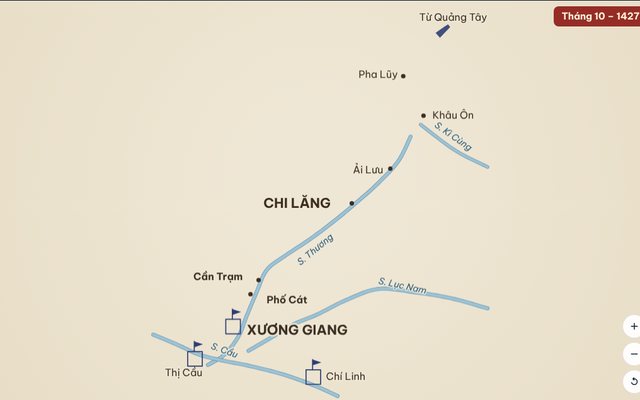 Từ Quảng Tây
Tháng 10 – 1427
Pha Lũy
Khâu Ôn
S. Kì Cùng
Ải Lưu
CHI LĂNG
S. Thương
Cần Trạm
S. Lục Nam
Phố Cát
XƯƠNG GIANG
S. Cầu
Thị Cầu
Chí Linh
+
−